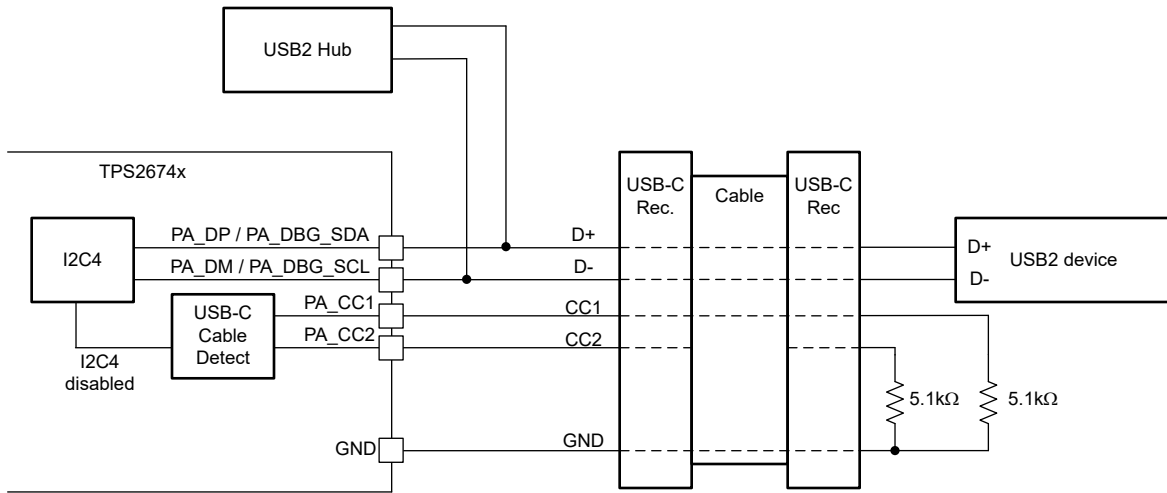 USB2 Hub
TPS2674x
I2C4
PA_DP / PA_DBG_SDA
PA_DM / PA_DBG_SCL
USB-C
Cable
Detect
PA_CC1
PA_CC2
I2C4
disabled
GND
D+
D-
CC1
CC2
GND
USB-C
Rec.
Cable
USB-C
Rec
D+
D-
USB2 device
5.1kΩ
5.1kΩ